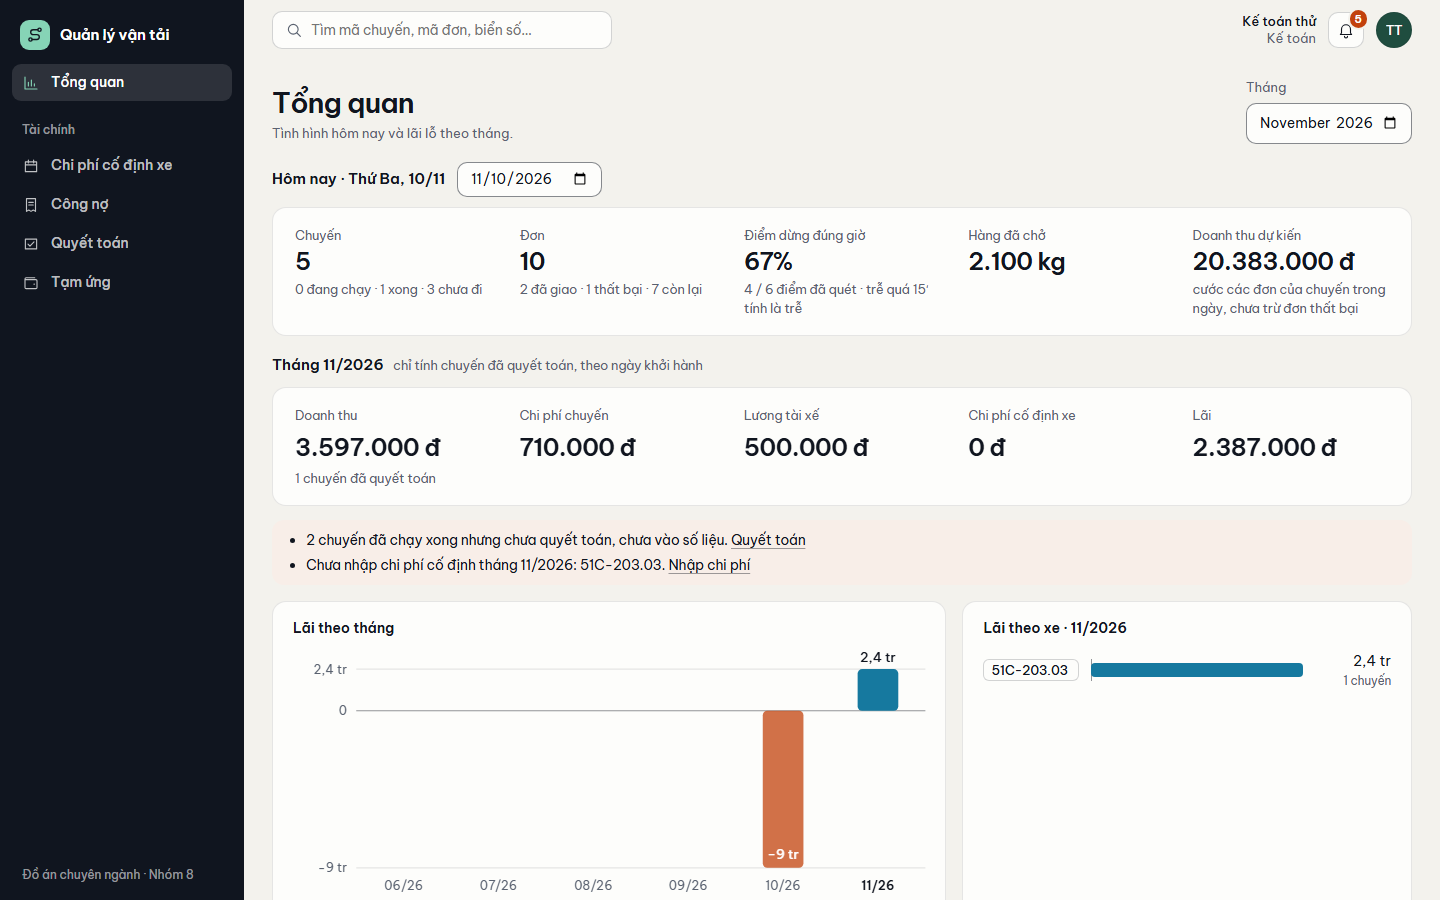 Quản lý vận tải
Tổng quan
Tài chính
Chi phí cố định xe
Công nợ
Quyết toán
Tạm ứng
Đồ án chuyên ngành · Nhóm 8
Tìm mã chuyến, mã đơn, biển số...
Kế toán thử
Kế toán
5
TT
Tổng quan
Tình hình hôm nay và lãi lỗ theo tháng.
Tháng
November 2026
Hôm nay · Thứ Ba, 10/11
11/10/2026
Chuyến
5
0 đang chạy · 1 xong · 3 chưa đi
Đơn
10
2 đã giao · 1 thất bại · 7 còn lại
Điểm dừng đúng giờ
67%
4 / 6 điểm đã quét · trễ quá 15'
tính là trễ
Hàng đã chở
2.100 kg
Doanh thu dự kiến
20.383.000 đ
cước các đơn của chuyến trong
ngày, chưa trừ đơn thất bại
Tháng 11/2026 chỉ tính chuyến đã quyết toán, theo ngày khởi hành
Doanh thu
3.597.000 đ
1 chuyến đã quyết toán
Chi phí chuyến
710.000 đ
Lương tài xế
500.000 đ
Chi phí cố định xe
0 đ
Lãi
2.387.000 đ
• 2 chuyến đã chạy xong nhưng chưa quyết toán, chưa vào số liệu. Quyết toán
• Chưa nhập chi phí cố định tháng 11/2026: 51C-203.03. Nhập chi phí
Lãi theo tháng
2,4 tr
2,4 tr
0
−9 tr
−9 tr
06/26 07/26 08/26 09/26 10/26 11/26
Lãi theo xe · 11/2026
51C-203.03
2,4 tr
1 chuyến